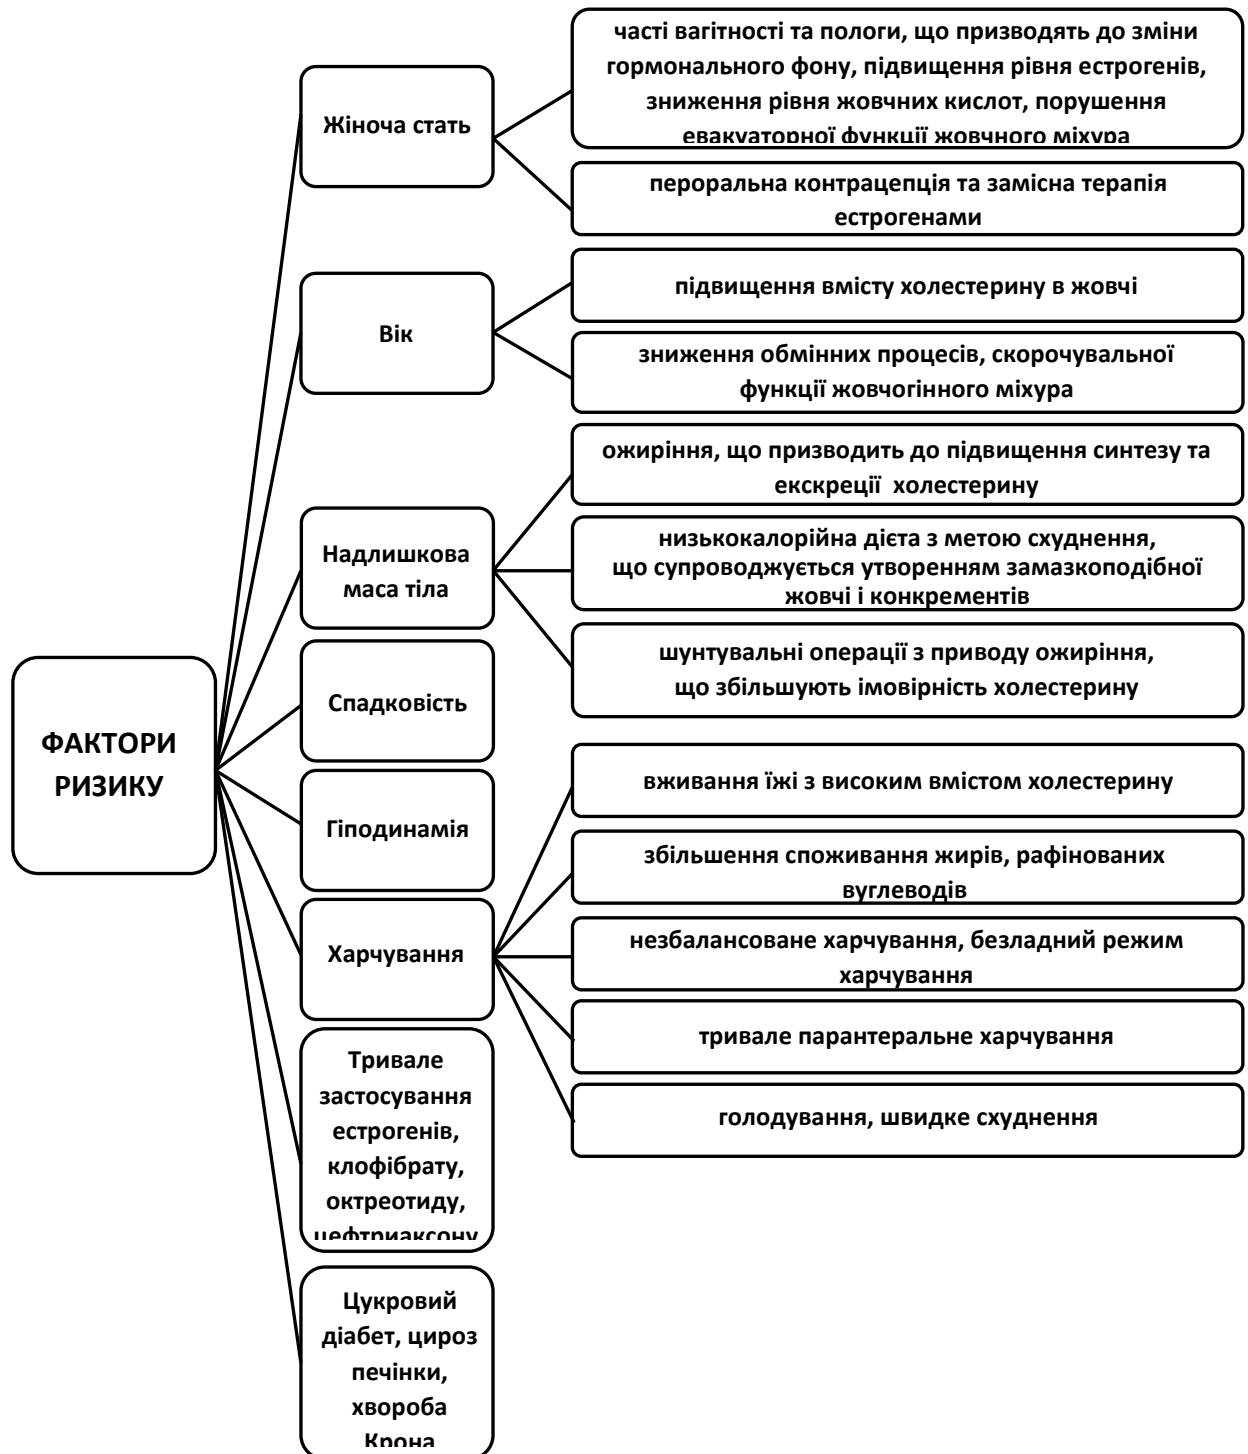 ФАКТОРИ
РИЗИКУ
Жіноча стать
часті вагітності та пологи, що призводять до зміни
гормонального фону, підвищення рівня естрогенів,
зниження рівня жовчних кислот, порушення
евакуаторної функції жовчного міхура
пероральна контрацепція та замісна терапія
естрогенами
Вік
підвищення вмісту холестерину в жовчі
зниження обмінних процесів, скорочувальної
функції жовчогінного міхура
Надлишкова
маса тіла
ожиріння, що призводить до підвищення синтезу та
екскреції холестерину
низькокалорійна дієта з метою схуднення,
що супроводжується утворенням замазкоподібної
жовчі і конкрементів
шунтувальні операції з приводу ожиріння,
що збільшують імовірність холестерину
Спадковість
Гіподинамія
Харчування
вживання їжі з високим вмістом холестерину
збільшення споживання жирів, рафінованих
вуглеводів
незбалансоване харчування, безладний режим
харчування
тривале парантеральне харчування
голодування, швидке схуднення
Тривале
застосування
естрогенів,
клофібрату,
октреотиду,
цефтриаксону
Цукровий
діабет, цироз
печінки,
хвороба
Крона